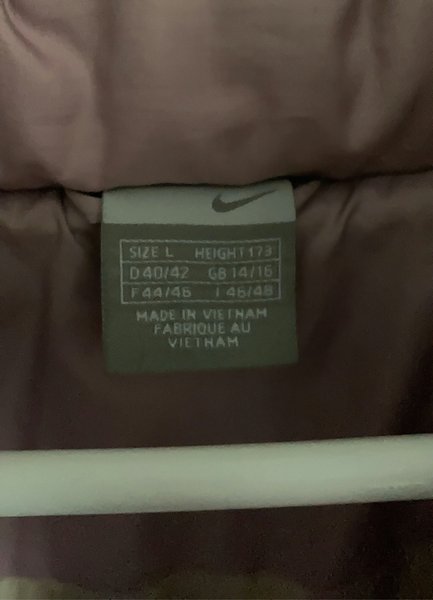 SIZE L HEIGHT 173
D 40/42 GB 14/16
F 44/46 I 46/48
MADE IN VIETNAM
FABRIQUE AU
VIETNAM